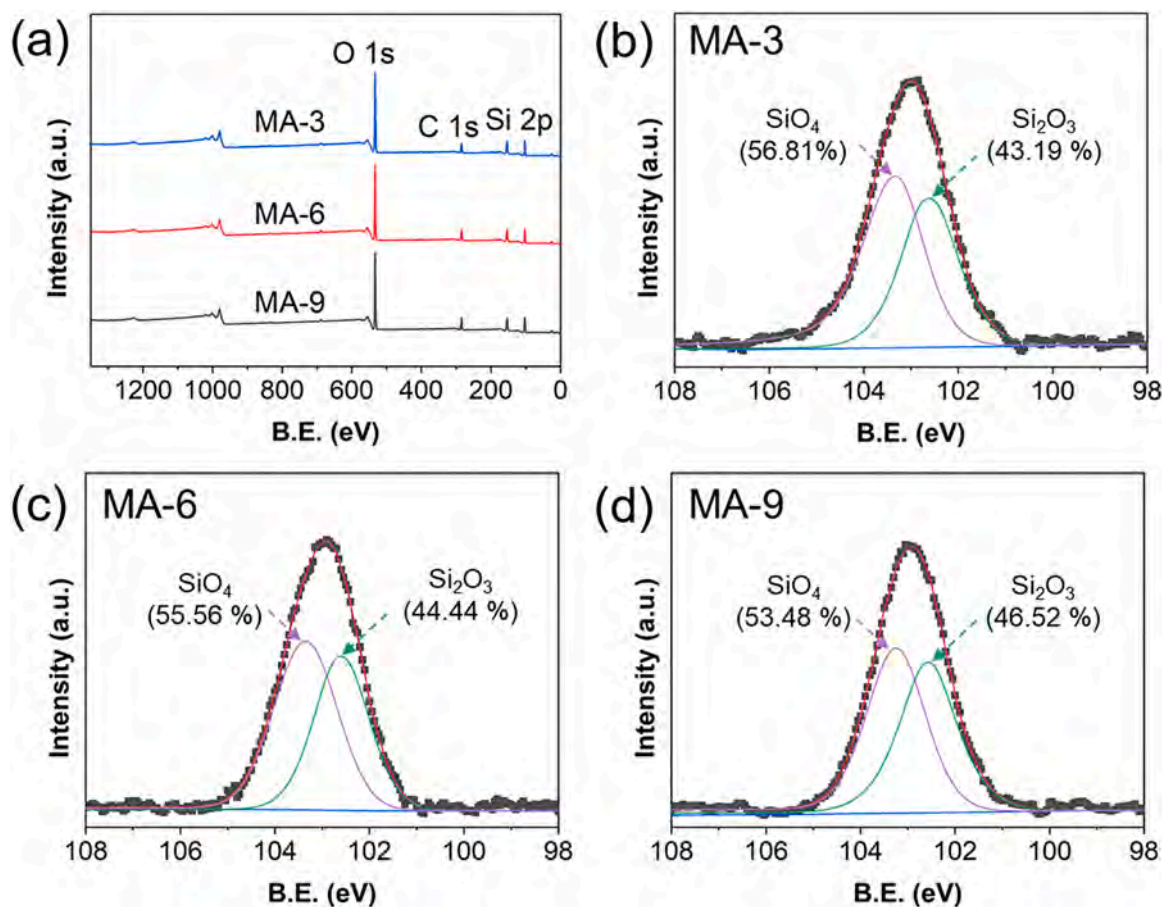 (a)
O 1s
C 1s
Si 2p
MA-3
MA-6
MA-9
Intensity (a.u.)
1200 1000 800 600 400 200 0
B.E. (eV)
(b)
MA-3
SiO₄
(56.81%)
Si₂O₃
(43.19 %)
Intensity (a.u.)
108 106 104 102 100 98
B.E. (eV)
(c)
MA-6
SiO₄
(55.56 %)
Si₂O₃
(44.44 %)
Intensity (a.u.)
108 106 104 102 100 98
B.E. (eV)
(d)
MA-9
SiO₄
(53.48 %)
Si₂O₃
(46.52 %)
Intensity (a.u.)
108 106 104 102 100 98
B.E. (eV)